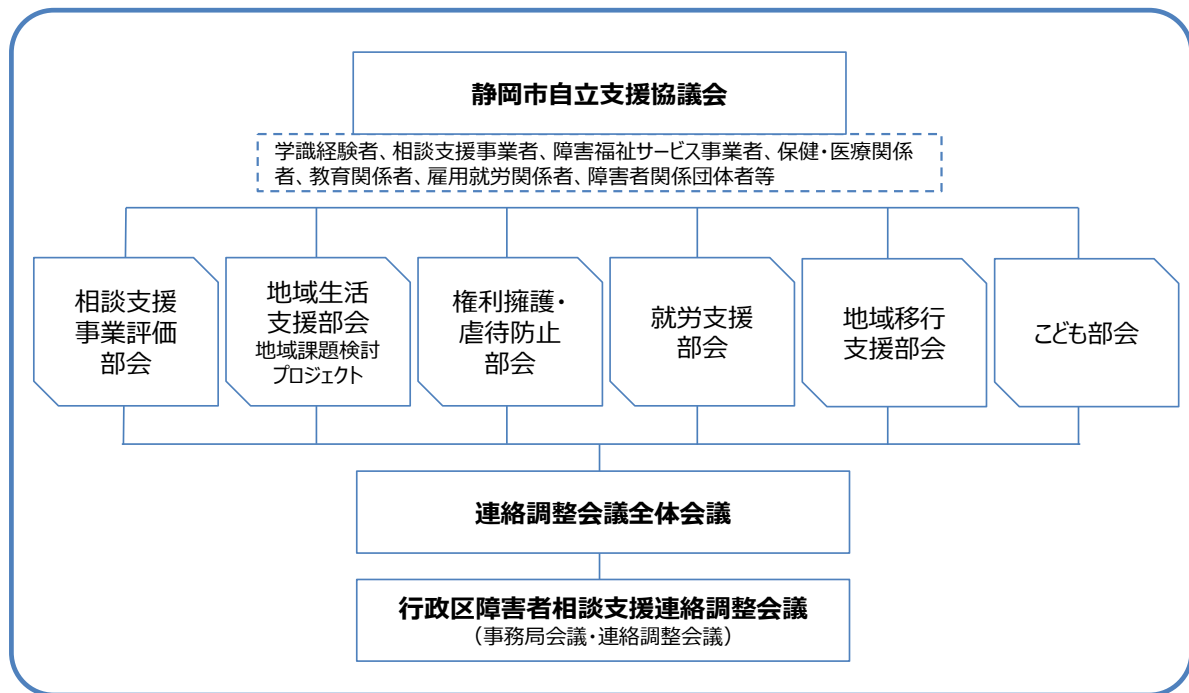 静岡市自立支援協議会
学識経験者、相談支援事業者、障害福祉サービス事業者、保健・医療関係
者、教育関係者、雇用就労関係者、障害者関係団体者等
相談支援
事業評価
部会
地域生活
支援部会
地域課題検討
プロジェクト
権利擁護・
虐待防止
部会
就労支援
部会
地域移行
支援部会
こども部会
連絡調整会議全体会議
行政区障害者相談支援連絡調整会議
（事務局会議・連絡調整会議）